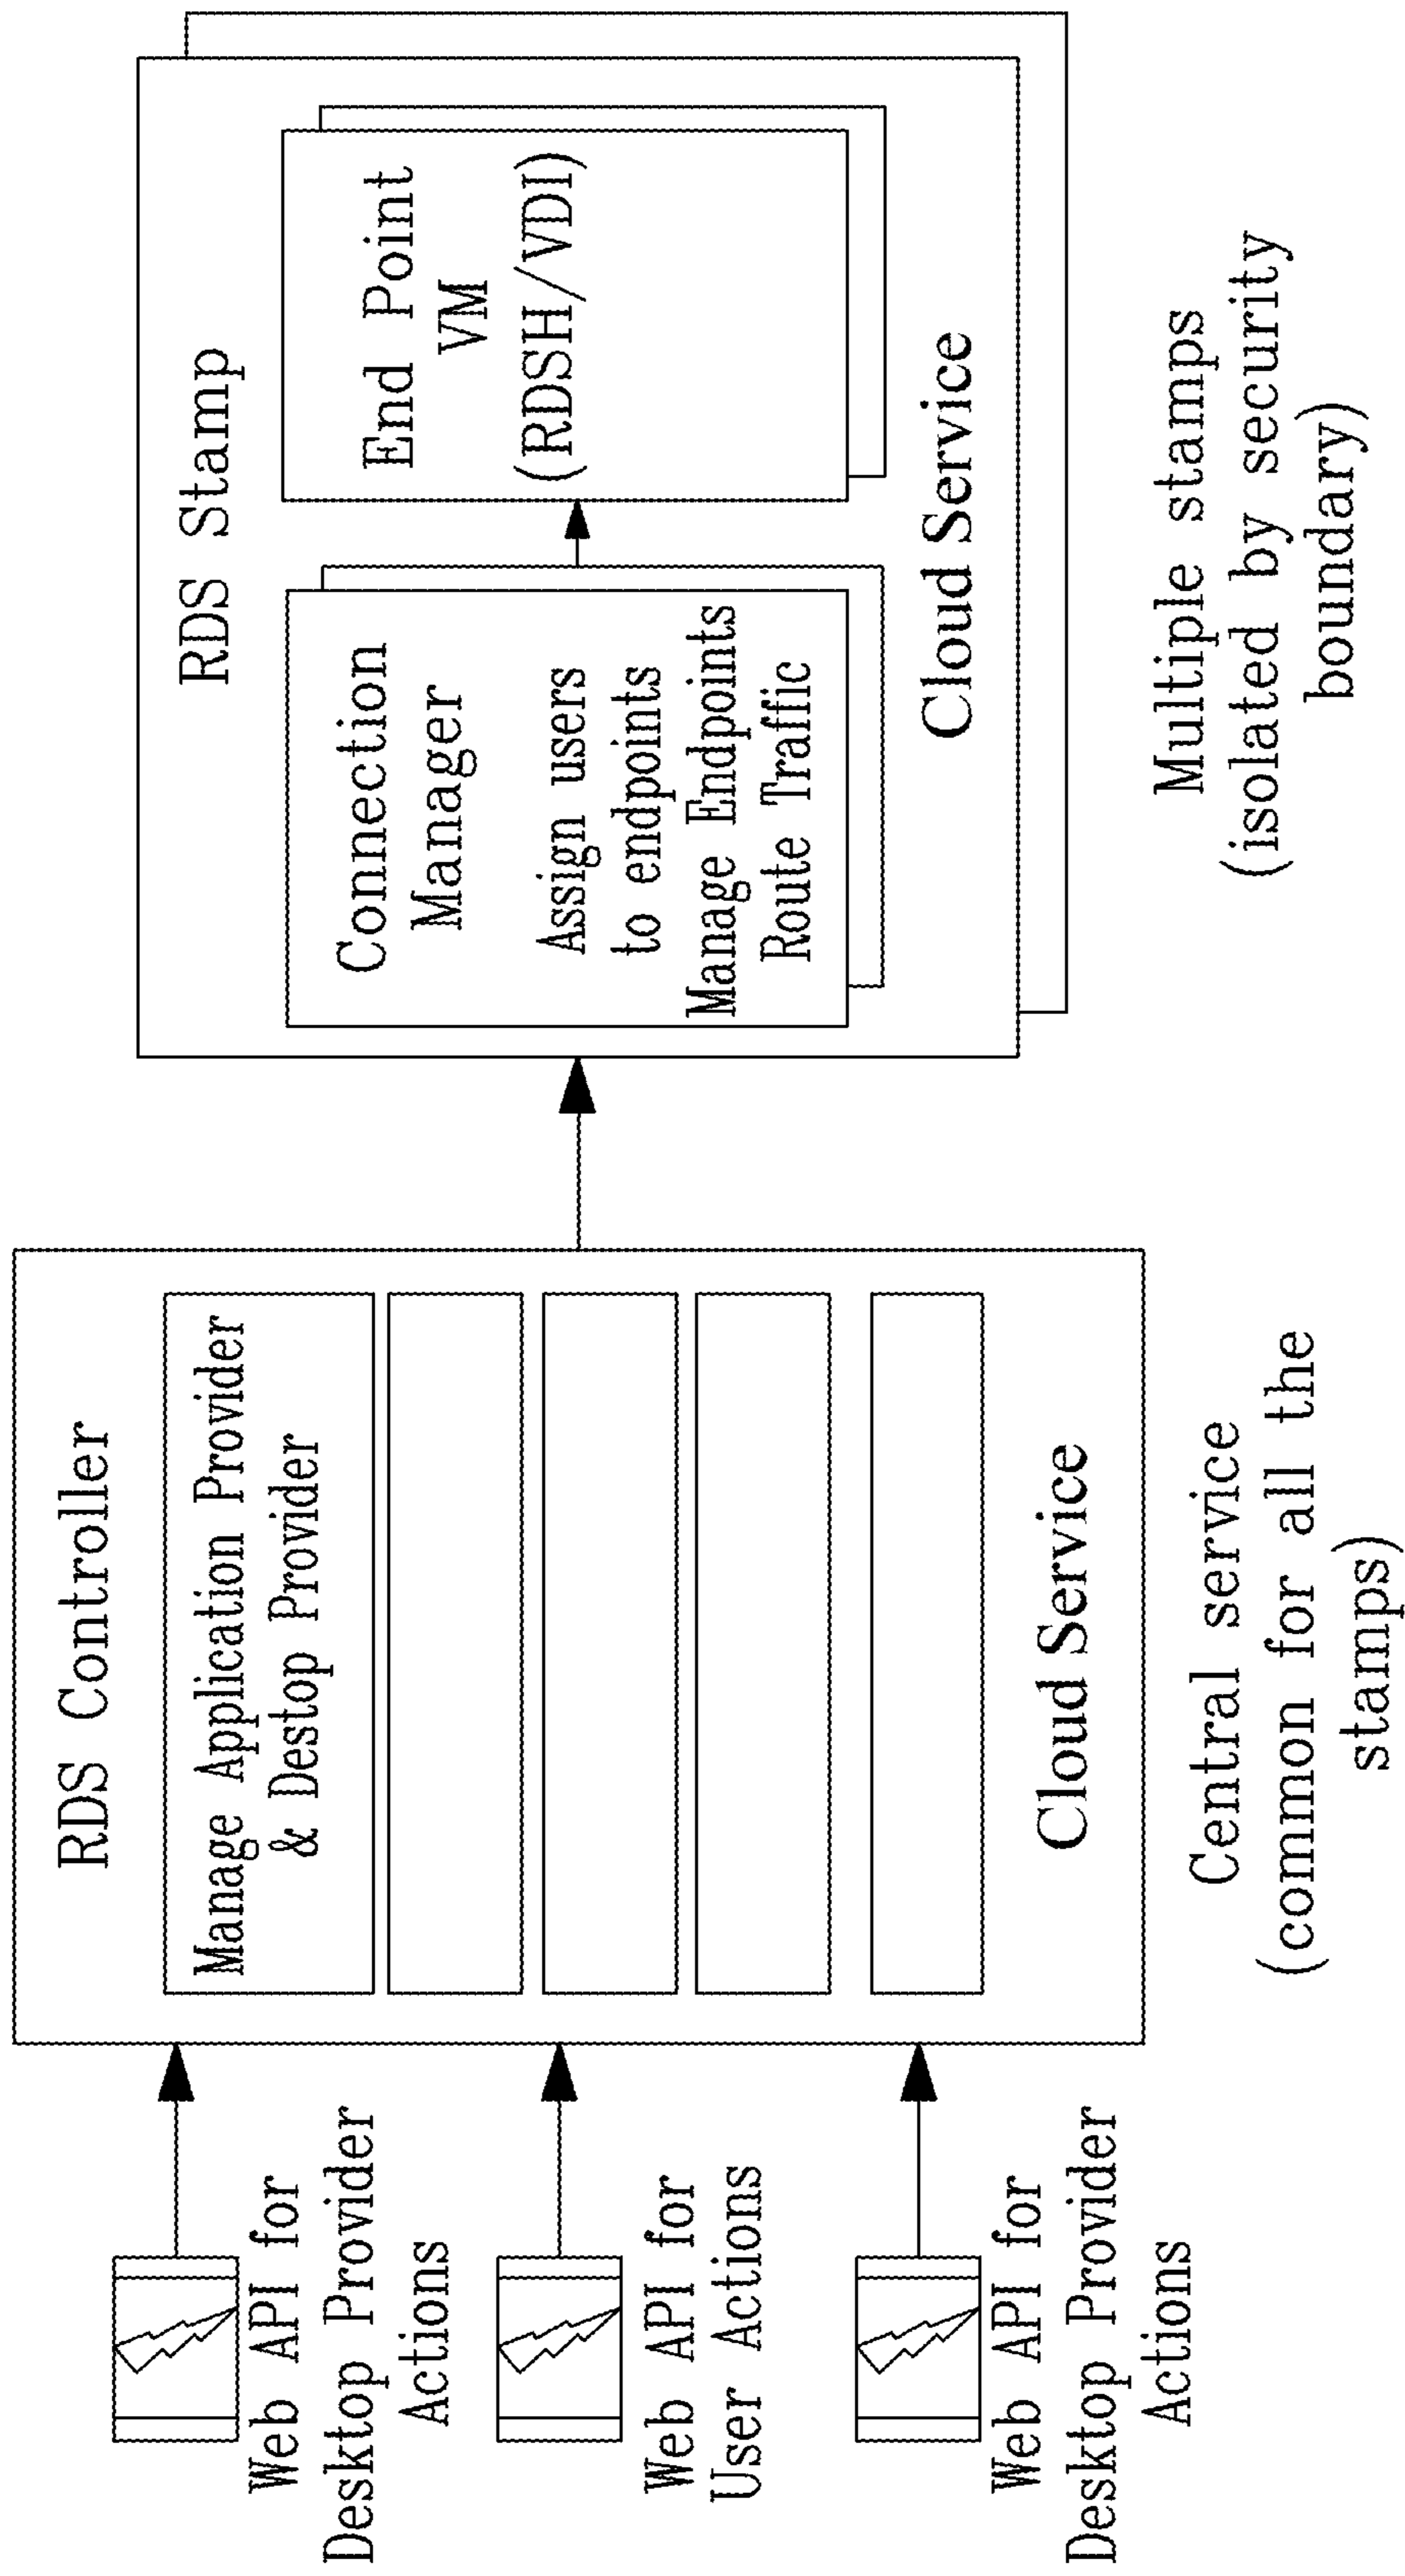 Web API for
Desktop Provider
Actions
Web API for
User Actions
Web API for
Desktop Provider
Actions
RDS Controller
Manage Application Provider
& Destop Provider
Cloud Service
Central service
(common for all the
stamps)
RDS Stamp
Connection
Manager
Assign users
to endpoints
Manage Endpoints
Route Traffic
End Point
VM
(RDSH/VDI)
Cloud Service
Multiple stamps
(isolated by security
boundary)